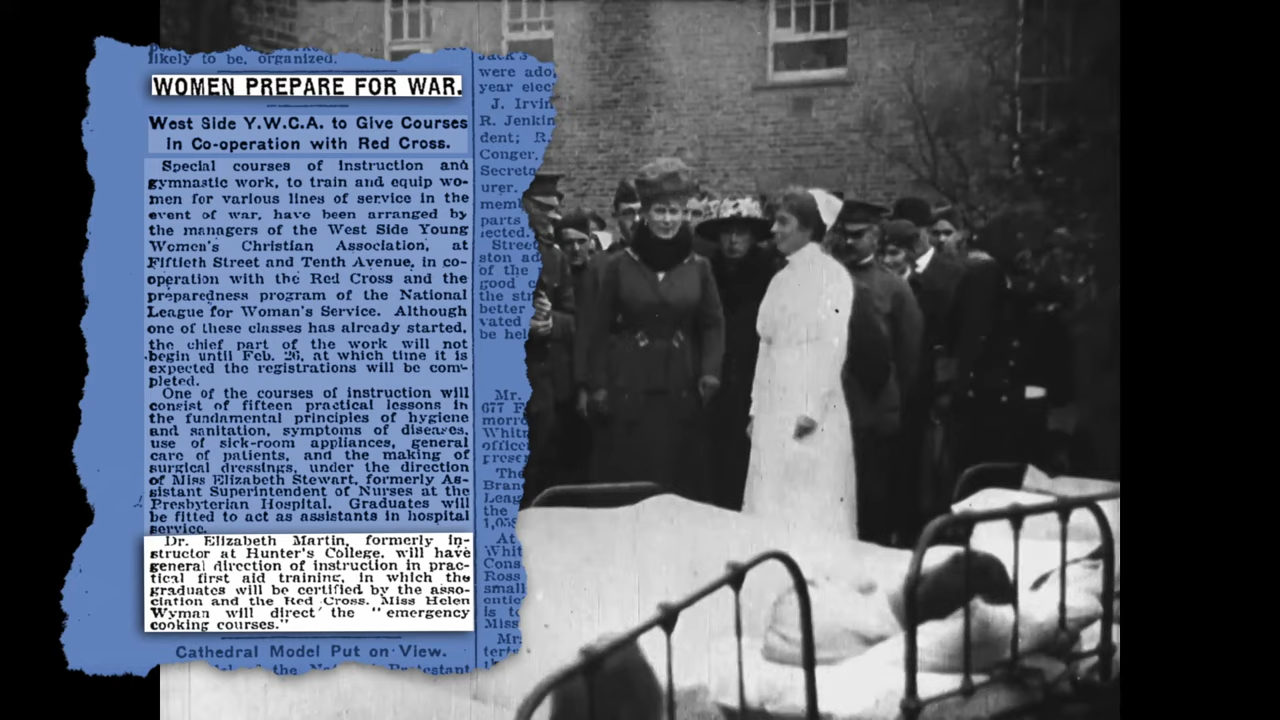 likely to be organized.
WOMEN PREPARE FOR WAR.
West Side Y.W.C.A. to Give Courses
in Co-operation with Red Cross.
Special courses of instruction and
gymnastic work, to train and equip wo-
men for various lines of service in the
event of war, have been arranged by
the managers of the West Side Young
Women's Christian Association, at
Fiftieth Street and Tenth Avenue, in co-
operation with the Red Cross and the
preparedness program of the National
League for Woman's Service. Although
one of these classes has already started,
the chief part of the work will not
begin until Feb. 26, at which time it is
expected the registrations will be com-
pleted.
One of the courses of instruction will
consist of fifteen practical lessons in
the fundamental principles of hygiene
and sanitation, symptoms of diseases,
use of sick-room appliances, general
care of patients, and the making of
surgical dressings, under the direction
of Miss Elizabeth Stewart, formerly As-
sistant Superintendent of Nurses at the
Presbyterian Hospital. Graduates will
be fitted to act as assistants in hospital
service.
Dr. Elizabeth Martin, formerly in-
structor at Hunter's College, will have
general direction of instruction in prac-
tical first aid training, in which the
graduates will be certified by the asso-
ciation and the Red Cross. Miss Helen
Wyman will direct the "emergency
cooking courses."
Cathedral Model Put on View.
of the
were ado
year elec
J. Irvin
R. Jenkin
dent; R.
Conger,
Secreta
urer.
memb
parts
lected.
Street
ston ad
of the
good c
the str
better
vated
be hel
Mr.
677 F
morro
Whitn
office
presen
The
Bran
Leag
the
1,058
At
Whit
Cons
Ross
small
is to
Miss
Mr.